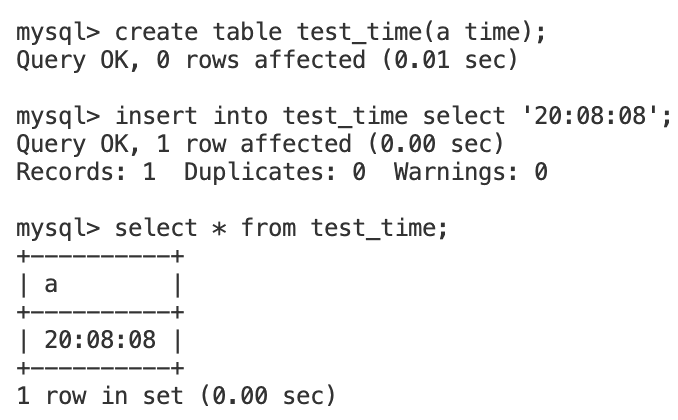 mysql> create table test_time(a time);
Query OK, 0 rows affected (0.01 sec)
mysql> insert into test_time select '20:08:08';
Query OK, 1 row affected (0.00 sec)
Records: 1  Duplicates: 0  Warnings: 0
mysql> select * from test_time;
+----------+
| a        |
+----------+
| 20:08:08 |
+----------+
1 row in set (0.00 sec)